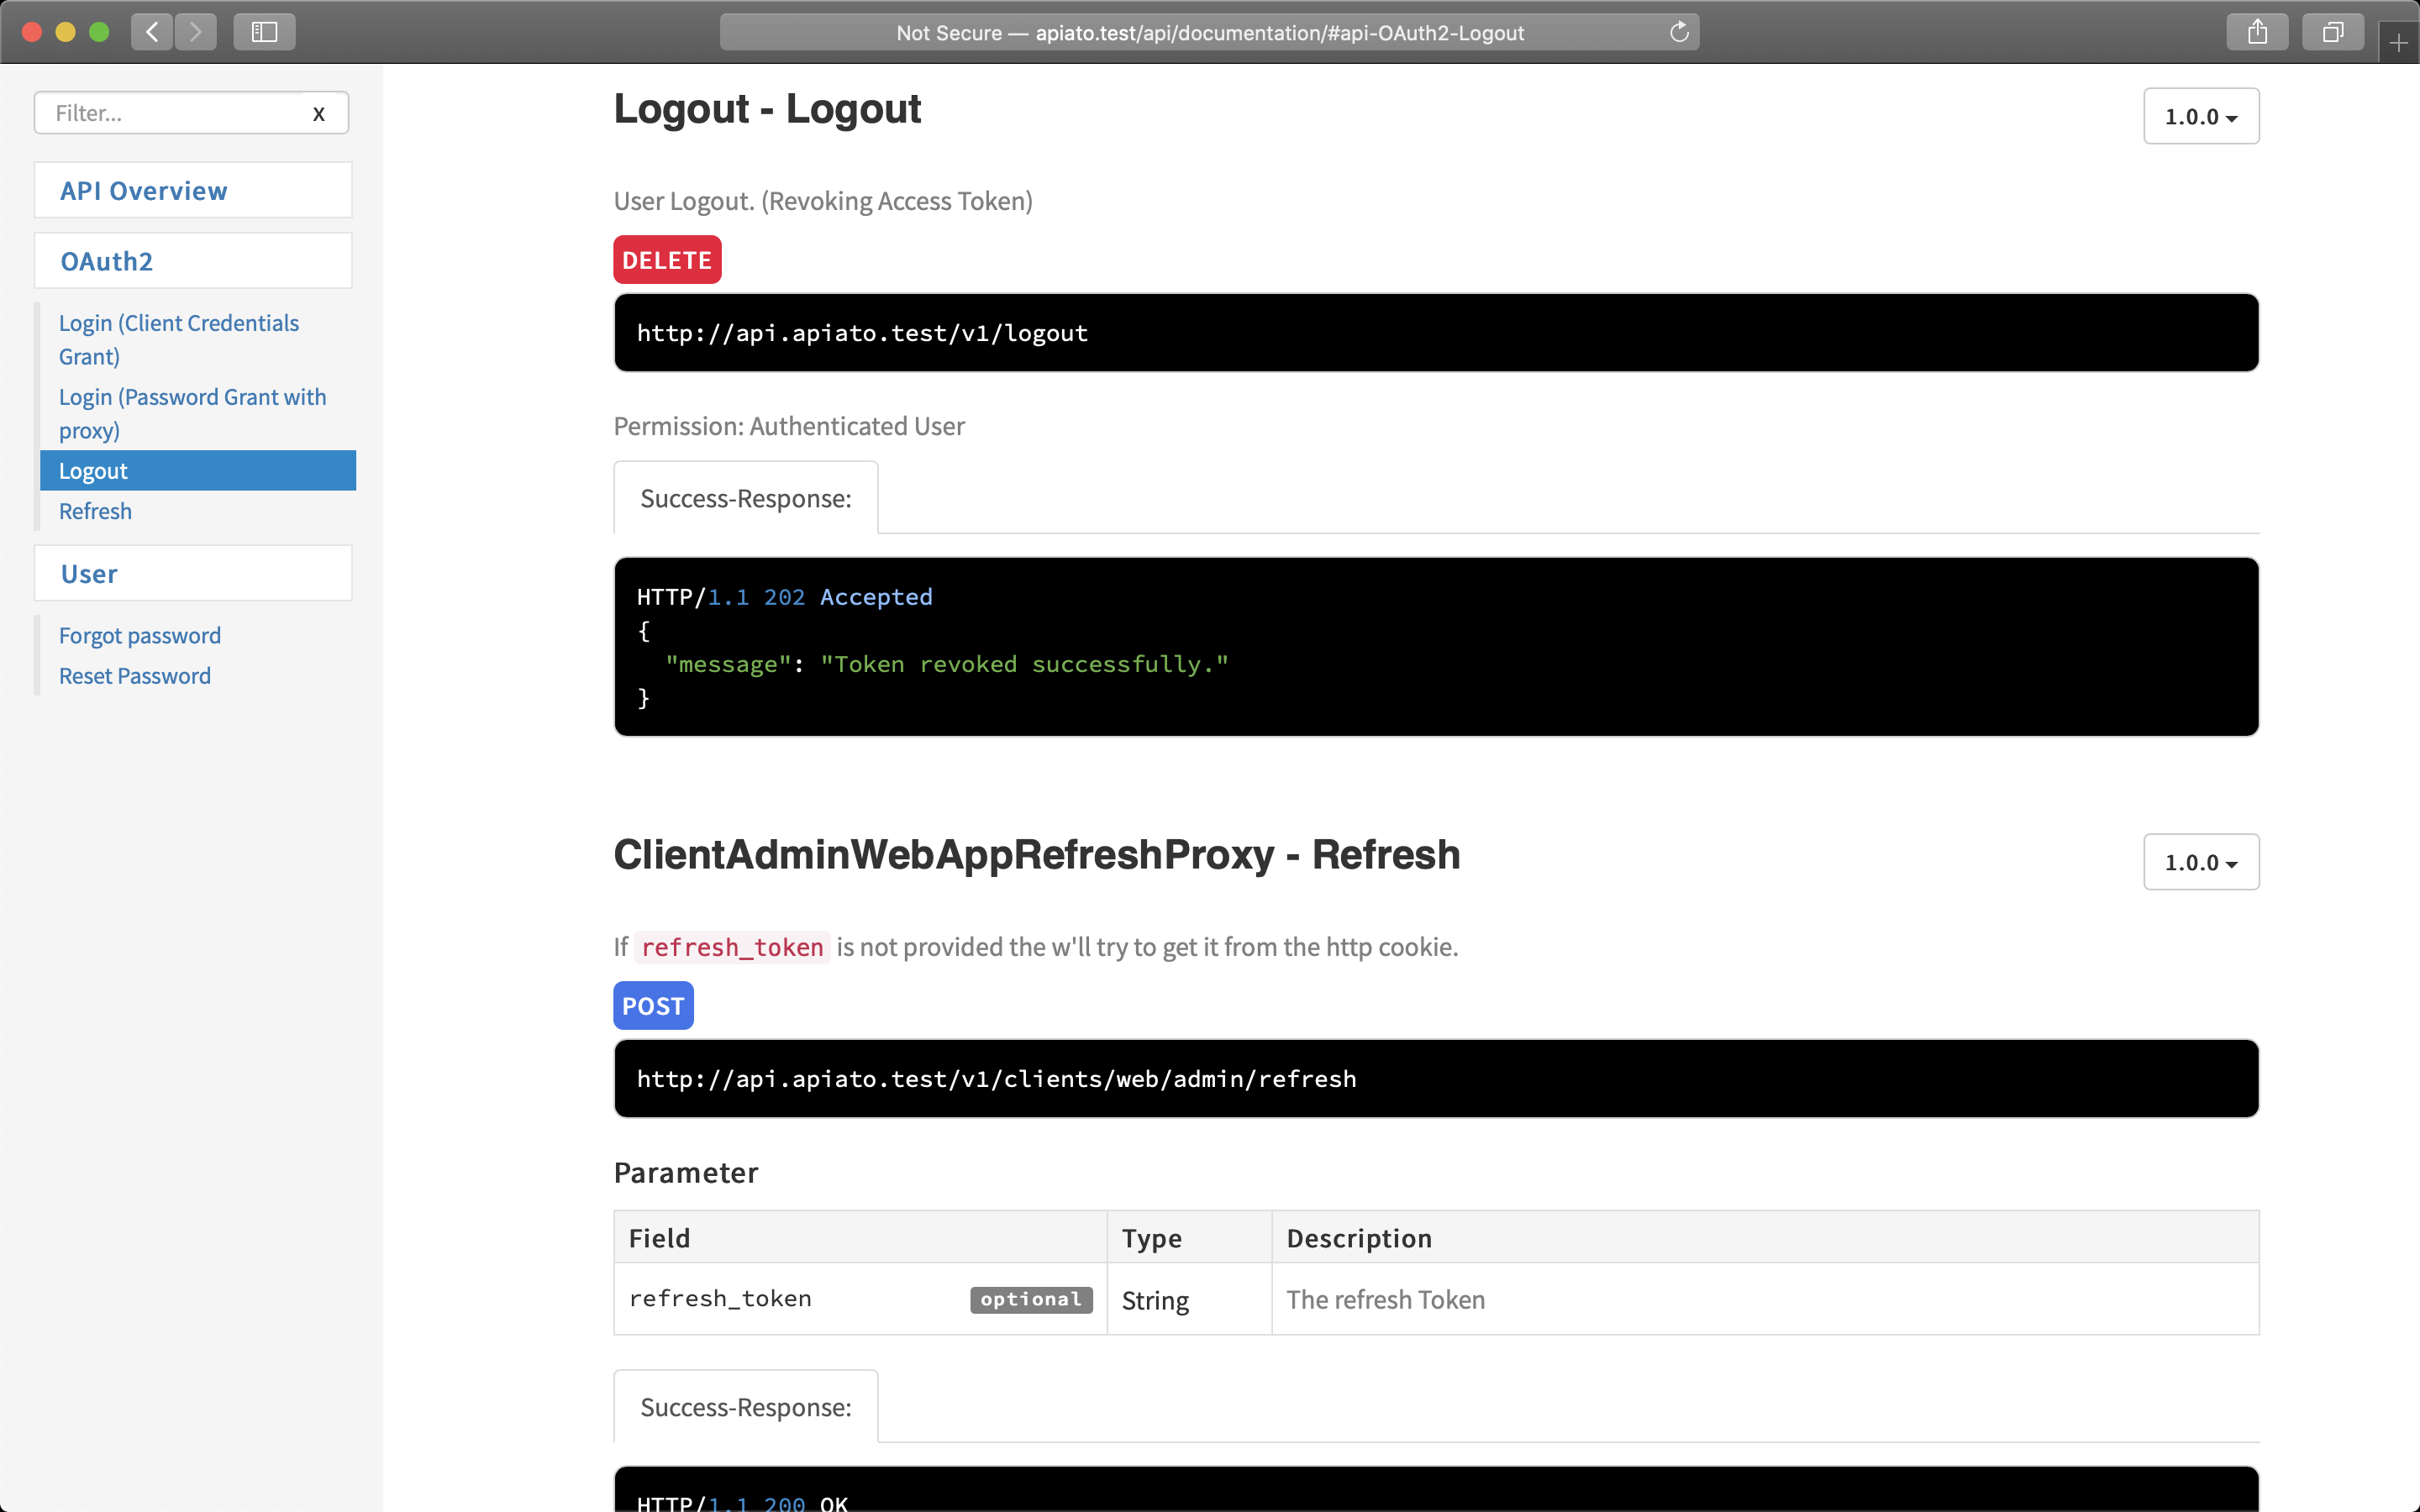 Not Secure — apiato.test/api/documentation/#api-OAuth2-Logout
Filter...
x
API Overview
OAuth2
Login (Client Credentials
Grant)
Login (Password Grant with
proxy)
Logout
Refresh
User
Forgot password
Reset Password
Logout - Logout
1.0.0
User Logout. (Revoking Access Token)
DELETE
http://api.apiato.test/v1/logout
Permission: Authenticated User
Success-Response:
HTTP/1.1 202 Accepted
{
"message": "Token revoked successfully."
}
ClientAdminWebAppRefreshProxy - Refresh
1.0.0
If refresh_token is not provided the w'll try to get it from the http cookie.
POST
http://api.apiato.test/v1/clients/web/admin/refresh
Parameter
Field Type Description
refresh_token optional String The refresh Token
Success-Response:
HTTP/1.1 200 OK